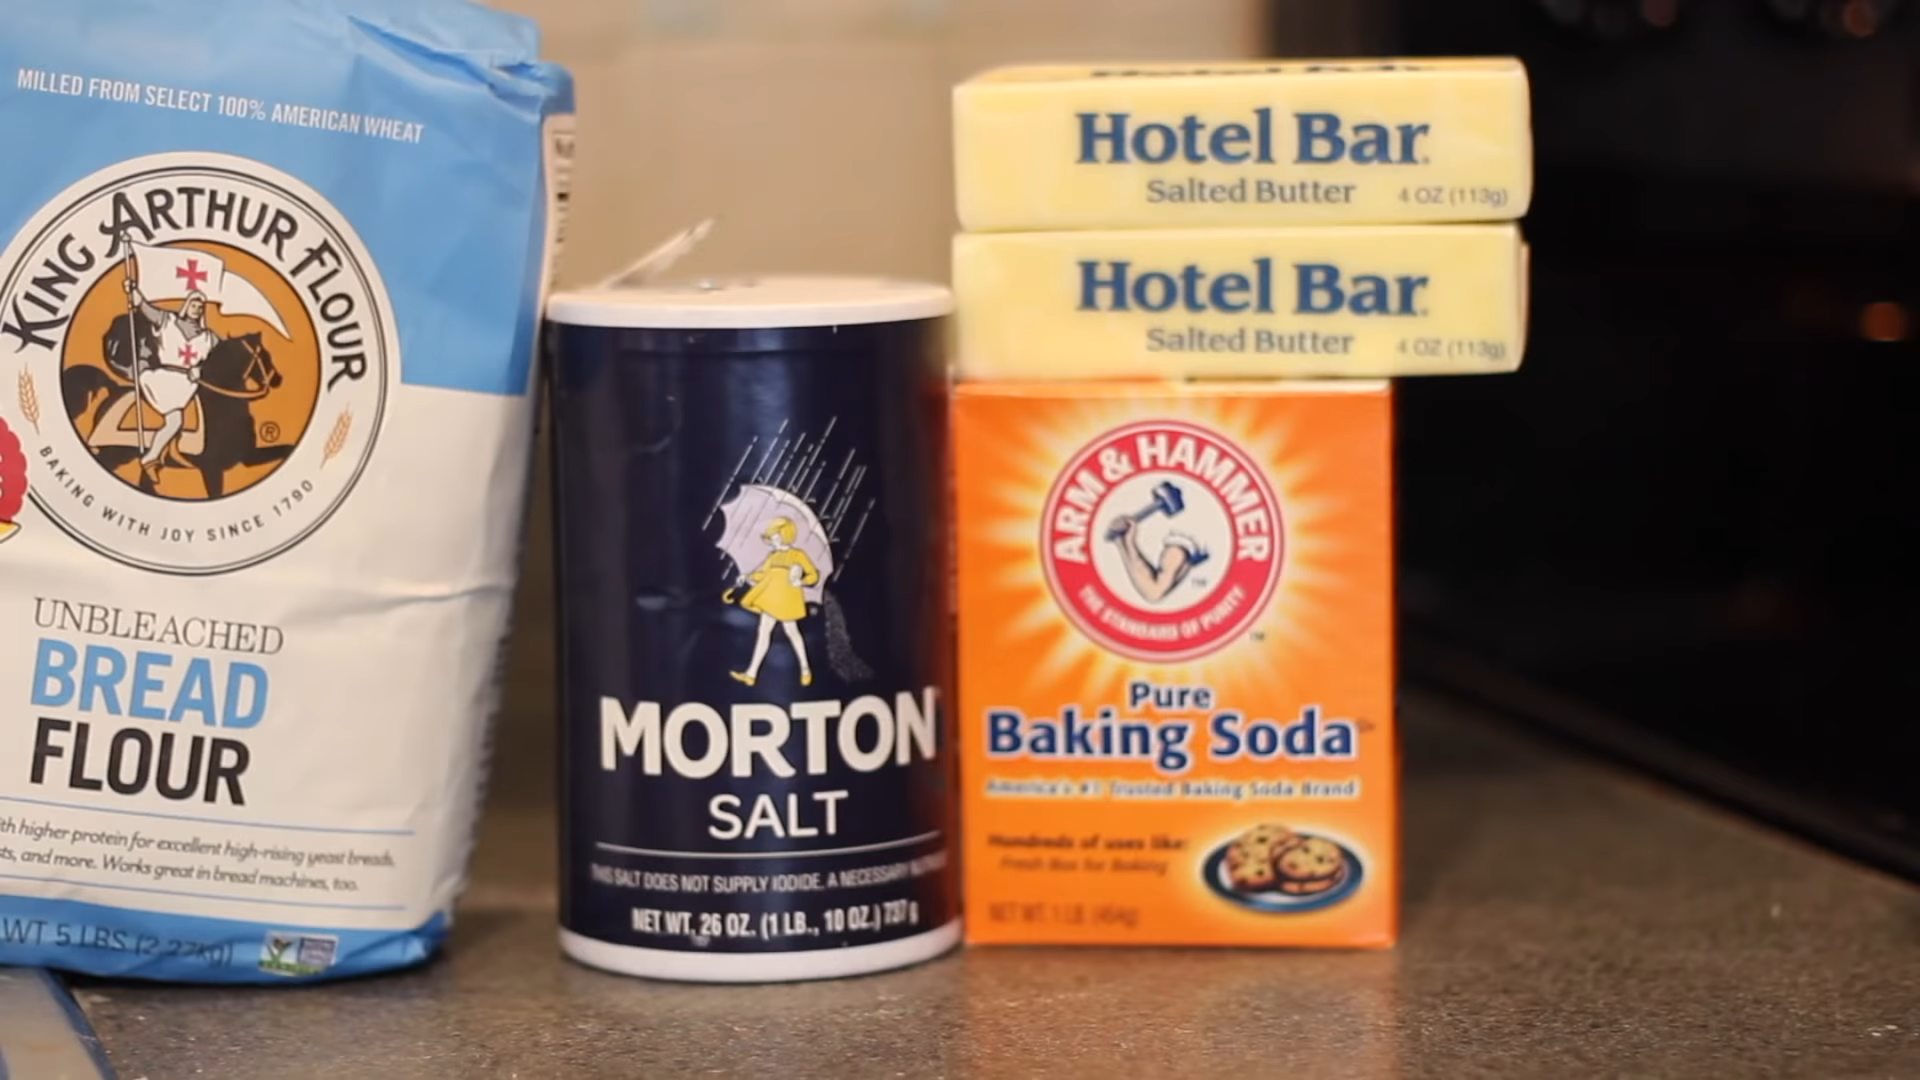 MILLED FROM SELECT 100% AMERICAN WHEAT
KING ARTHUR FLOUR
®
BAKING WITH JOY SINCE 1790
UNBLEACHED
BREAD
FLOUR
higher protein for excellent high-rising yeast breads,
and more. Works great in bread machines, too.
WT 5 LBS (2.27kg)
MORTON
SALT
THIS SALT DOES NOT SUPPLY IODIDE, A NECESSARY
NET WT. 26 OZ. (1 LB., 10 OZ.) 737 g
Hotel Bar
Salted Butter 4 OZ (113g)
Hotel Bar
Salted Butter 4 OZ (113g)
ARM & HAMMER
™
THE STANDARD OF PURITY
™
Pure
Baking Soda
America's #1 Trusted Baking Soda Brand
Hundreds of uses like:
Fresh Box for Baking
NET WT. 1 LB. (454g)